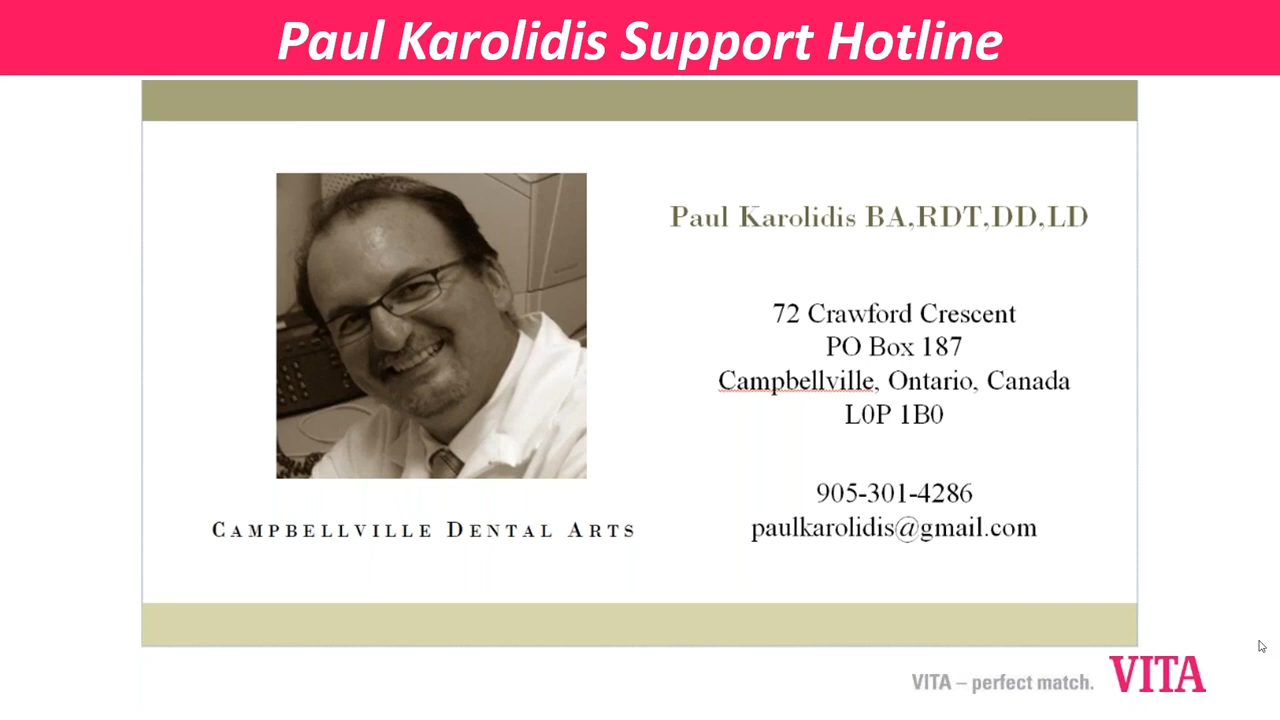 Paul Karolidis Support Hotline
Paul Karolidis BA,RDT,DD,LD
72 Crawford Crescent
PO Box 187
Campbellville, Ontario, Canada
L0P 1B0
905-301-4286
paulkarolidis@gmail.com
CAMPBELLVILLE DENTAL ARTS
VITA – perfect match.
VITA